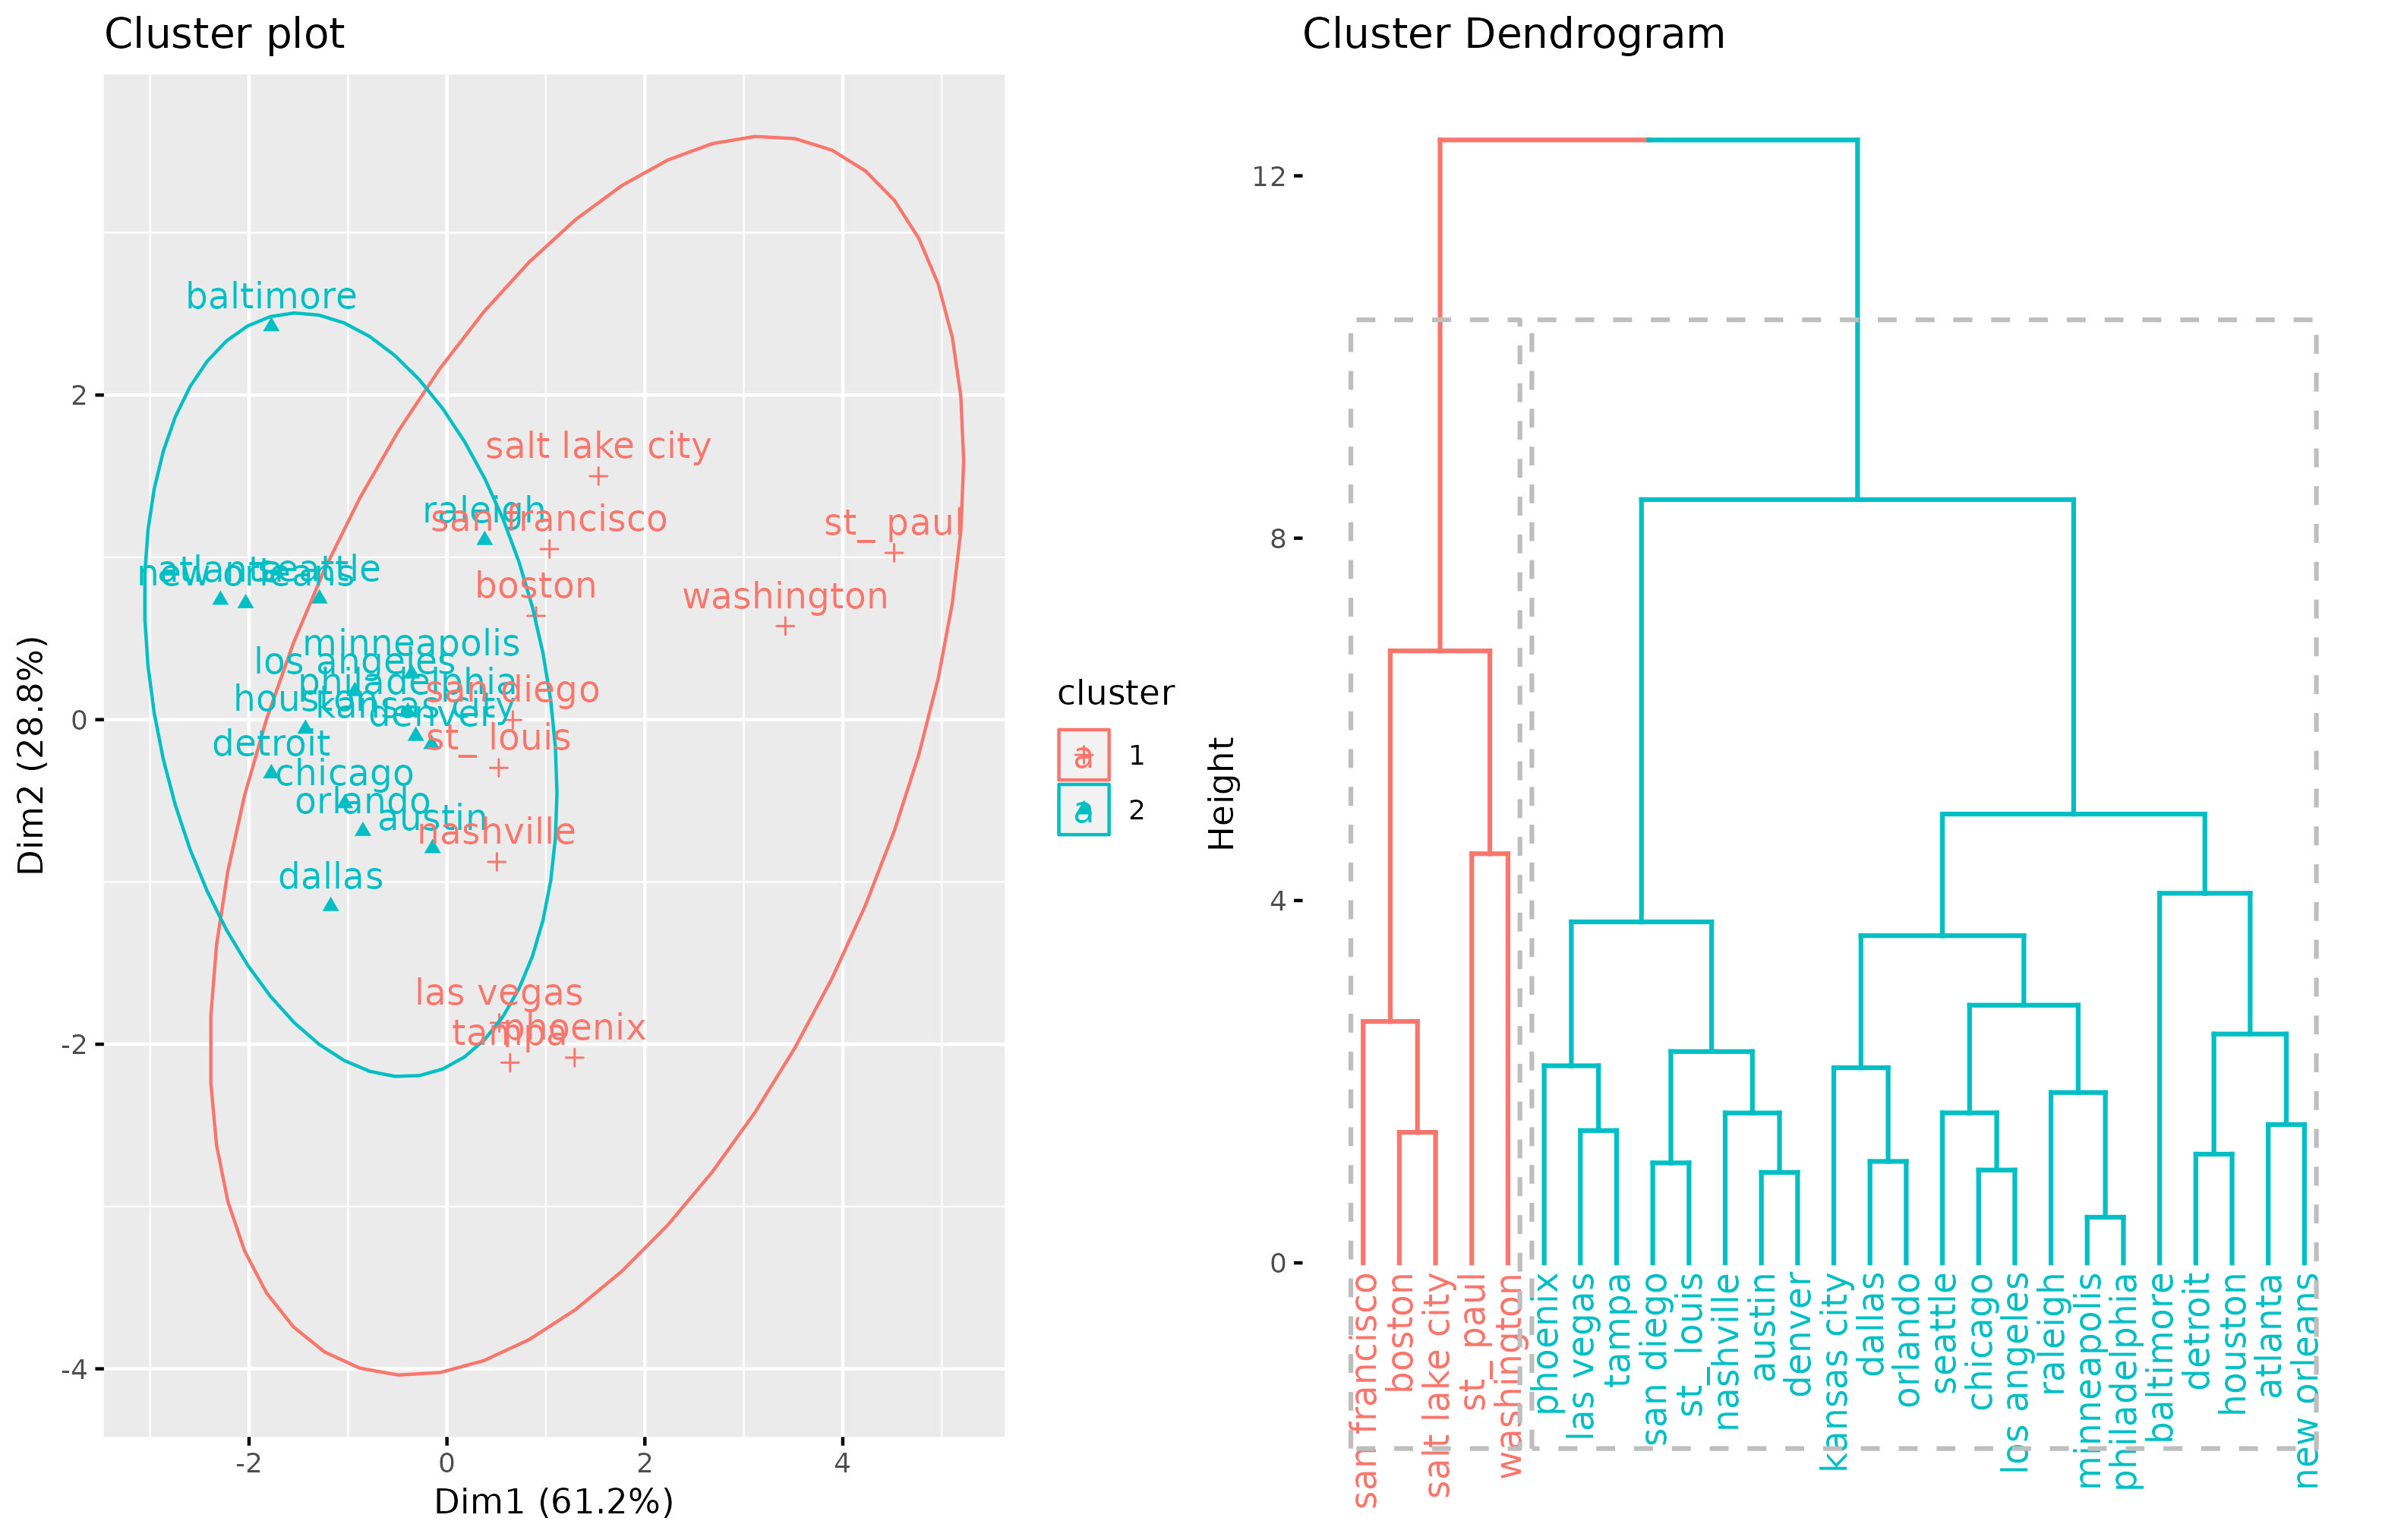 Cluster plot
baltimore
salt lake city
raleigh
san francisco
st_ paul
atlanta
seattle
new orleans
boston
washington
minneapolis
los angeles
philadelphia
san diego
houston
kansas city
denver
st_ louis
detroit
chicago
orlando
austin
nashville
dallas
las vegas
phoenix
tampa
2
0
-2
-4
-2
0
2
4
Dim1 (61.2%)
Dim2 (28.8%)
cluster
a 1
a 2
Cluster Dendrogram
Height
12
8
4
0
san francisco
boston
salt lake city
st_ paul
washington
phoenix
las vegas
tampa
san diego
st_ louis
nashville
austin
denver
kansas city
dallas
orlando
seattle
chicago
los angeles
raleigh
minneapolis
philadelphia
baltimore
detroit
houston
atlanta
new orleans